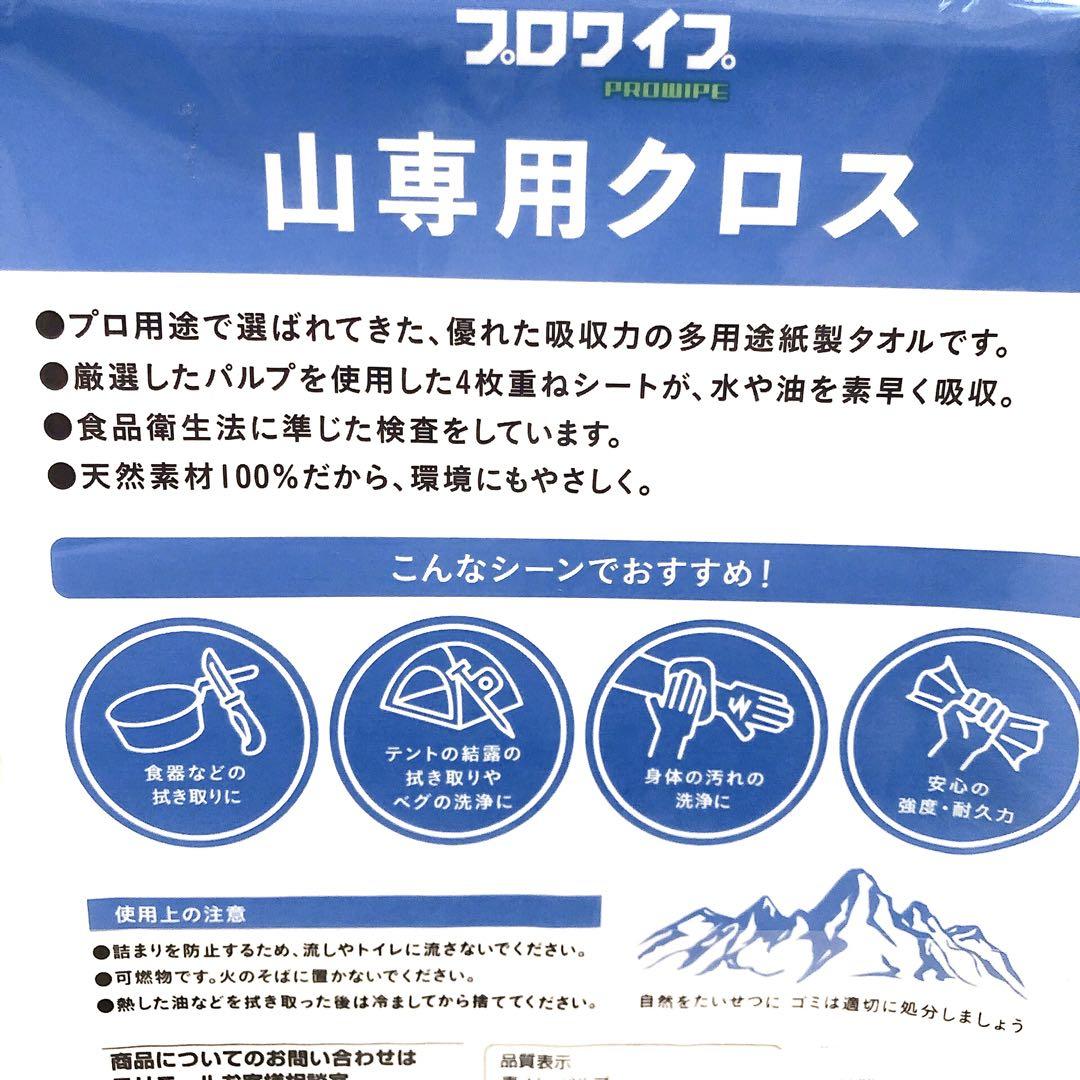 プロワイプ
PROWIPE
山専用クロス
●プロ用途で選ばれてきた、優れた吸収力の多用途紙製タオルです。
●厳選したパルプを使用した4枚重ねシートが、水や油を素早く吸収。
●食品衛生法に準じた検査をしています。
●天然素材100%だから、環境にもやさしく。
こんなシーンでおすすめ!
食器などの
拭き取りに
テントの結露の
拭き取りや
ペグの洗浄に
身体の汚れの
洗浄に
安心の
強度・耐久力
使用上の注意
●詰まりを防止するため、流しやトイレに流さないでください。
●可燃物です。火のそばに置かないでください。
●熱した油などを拭き取った後は冷ましてから捨ててください。
自然をたいせつに ゴミは適切に処分しましょう
商品についてのお問い合わせは
品質表示